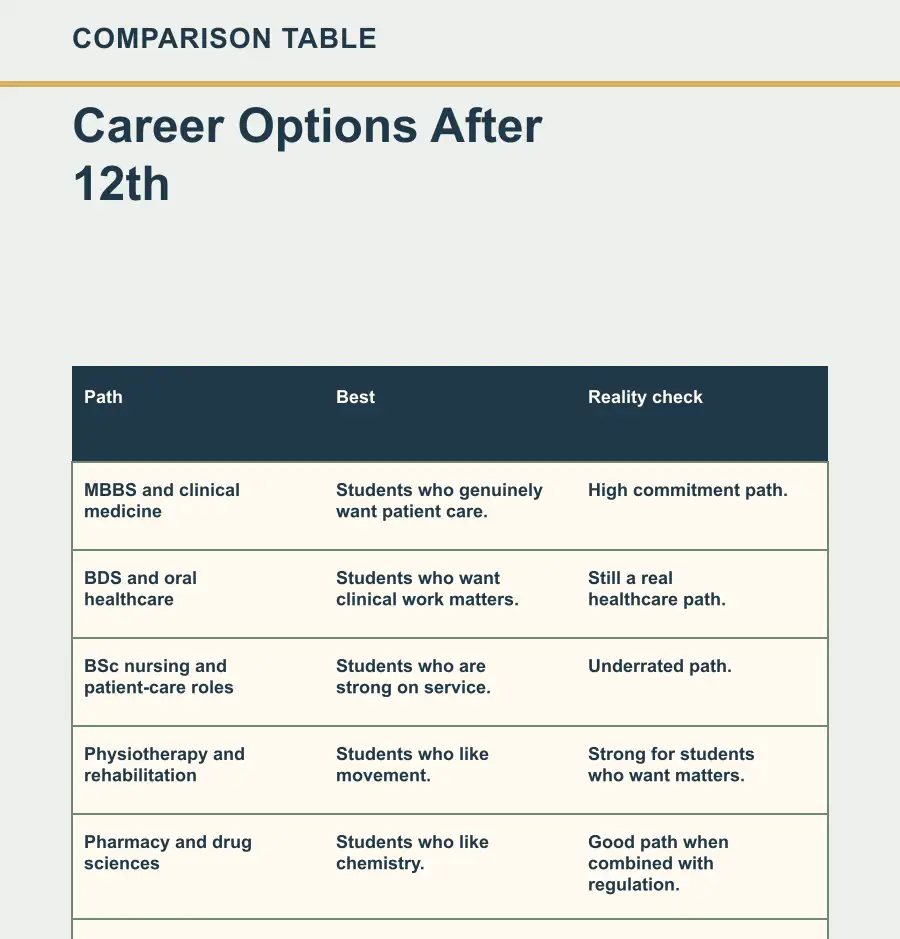 COMPARISON TABLE
Career Options After
12th
Path
Best
Reality check
MBBS and clinical
medicine
Students who genuinely
want patient care.
High commitment path.
BDS and oral
healthcare
Students who want
clinical work matters.
Still a real
healthcare path.
BSc nursing and
patient-care roles
Students who are
strong on service.
Underrated path.
Physiotherapy and
rehabilitation
Students who like
movement.
Strong for students
who want matters.
Pharmacy and drug
sciences
Students who like
chemistry.
Good path when
combined with
regulation.